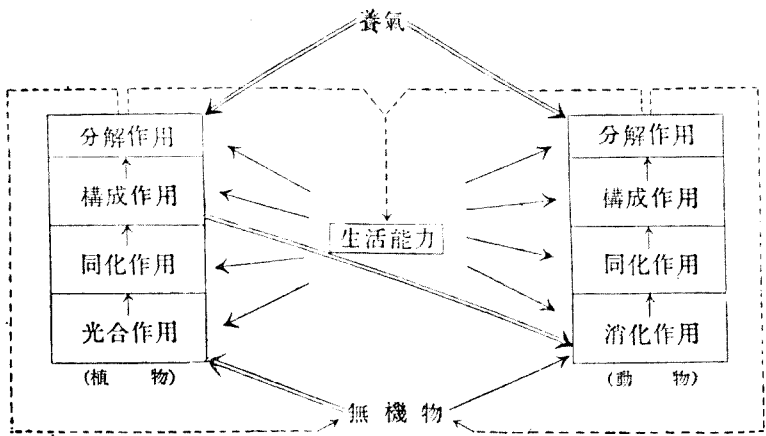 養氣
分解作用
構成作用
同化作用
光合作用
(植 物)
生活能力
分解作用
構成作用
同化作用
消化作用
(動 物)
無機物